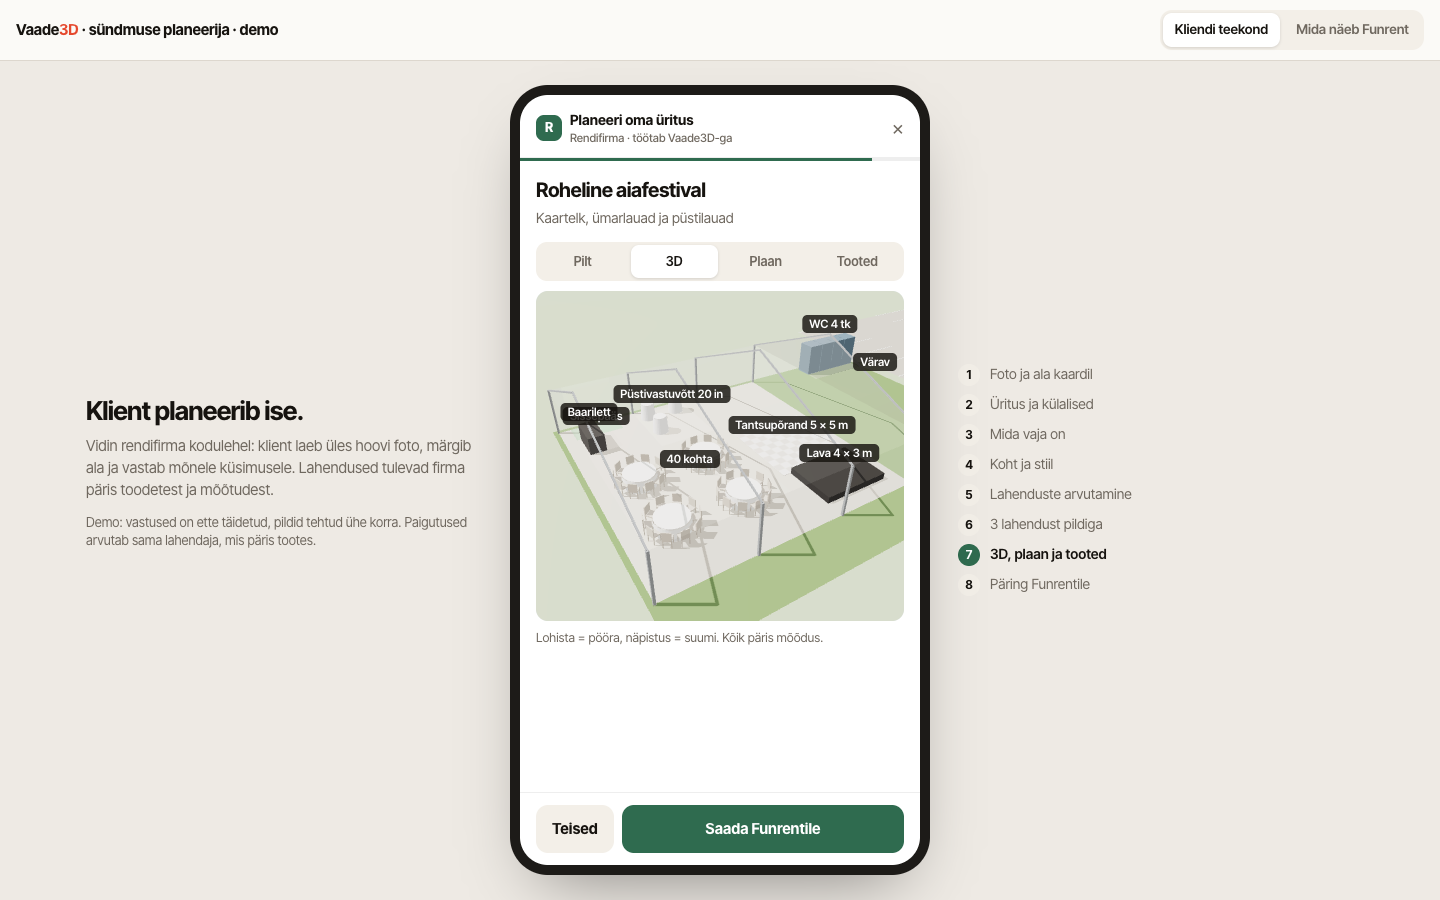 Vaade3D · sündmuse planeerija · demo
Kliendi teekond
Mida näeb Funrent
R
Planeeri oma üritus
Rendifirma · töötab Vaade3D-ga
×
Roheline aiafestival
Kaartelk, ümarlauad ja püstilauad
Pilt
3D
Plaan
Tooted
WC 4 tk
Värav
Püstivastuvõtt 20 in
Baarilett
Tantsupõrand 5 × 5 m
Lava 4 × 3 m
40 kohta
Lohista = pööra, näpistus = suumi. Kõik päris mõõdus.
Teised
Saada Funrentile
Klient planeerib ise.
Vidin rendifirma kodulehel: klient laeb üles hoovi foto, märgib
ala ja vastab mõnele küsimusele. Lahendused tulevad firma
päris toodetest ja mõõtudest.
Demo: vastused on ette täidetud, pildid tehtud ühe korra. Paigutused
arvutab sama lahendaja, mis päris tootes.
1 Foto ja ala kaardil
2 Üritus ja külalised
3 Mida vaja on
4 Koht ja stiil
5 Lahenduste arvutamine
6 3 lahendust pildiga
7 3D, plaan ja tooted
8 Päring Funrentile